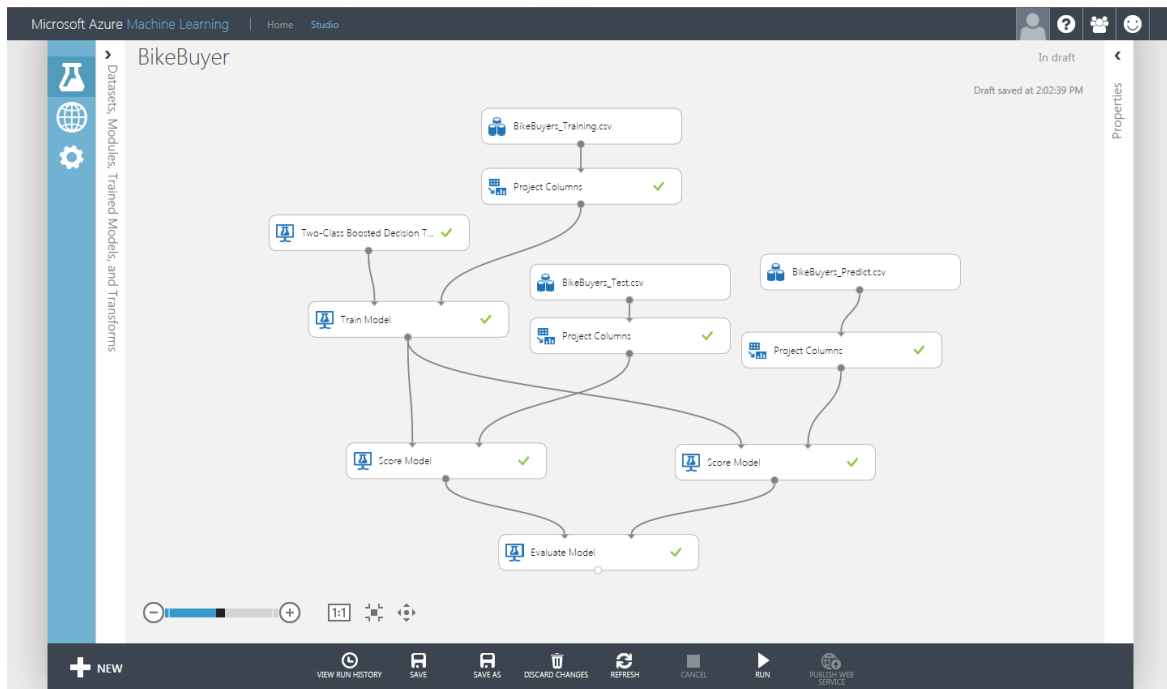 Microsoft Azure Machine Learning | Home Studio
BikeBuyer
In draft
Draft saved at 2:02:39 PM
Datasets, Modules, Trained Models, and Transforms
Properties
BikeBuyers_Training.csv
Project Columns
Two-Class Boosted Decision T...
BikeBuyers_Test.csv
BikeBuyers_Predict.csv
Train Model
Project Columns
Project Columns
Score Model
Score Model
Evaluate Model
1:1
NEW
VIEW RUN HISTORY
SAVE
SAVE AS
DISCARD CHANGES
REFRESH
CANCEL
RUN
PUBLISH WEB
SERVICE